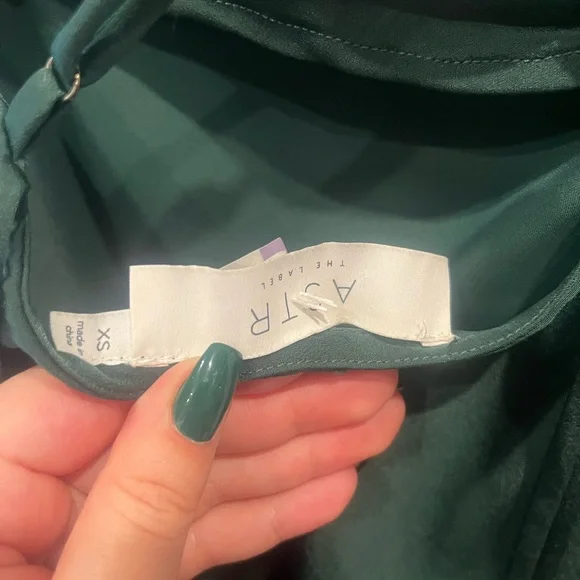 ASTR
THE LABEL
XS
made in
china